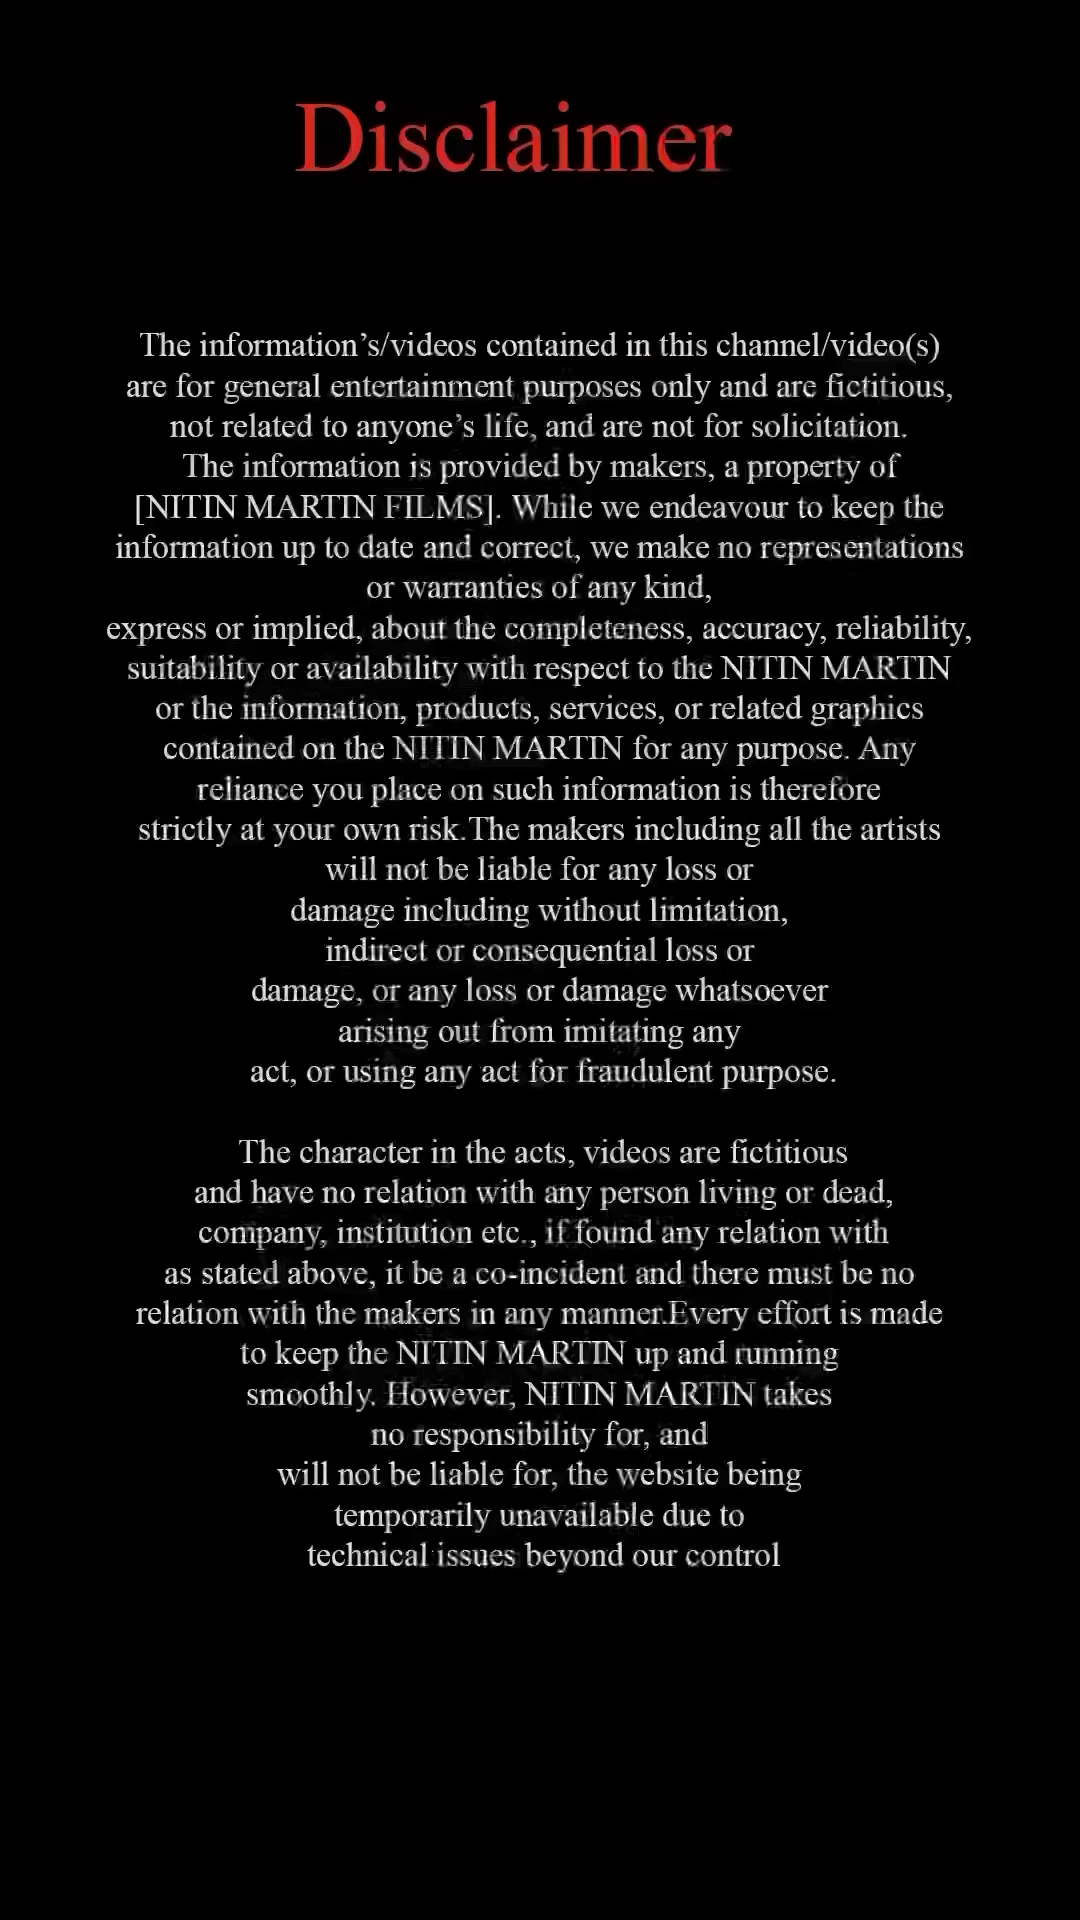 Disclaimer
The information’s/videos contained in this channel/video(s)
are for general entertainment purposes only and are fictitious,
not related to anyone’s life, and are not for solicitation.
The information is provided by makers, a property of
[NITIN MARTIN FILMS]. While we endeavour to keep the
information up to date and correct, we make no representations
or warranties of any kind,
express or implied, about the completeness, accuracy, reliability,
suitability or availability with respect to the NITIN MARTIN
or the information, products, services, or related graphics
contained on the NITIN MARTIN for any purpose. Any
reliance you place on such information is therefore
strictly at your own risk.The makers including all the artists
will not be liable for any loss or
damage including without limitation,
indirect or consequential loss or
damage, or any loss or damage whatsoever
arising out from imitating any
act, or using any act for fraudulent purpose.
The character in the acts, videos are fictitious
and have no relation with any person living or dead,
company, institution etc., if found any relation with
as stated above, it be a co-incident and there must be no
relation with the makers in any manner.Every effort is made
to keep the NITIN MARTIN up and running
smoothly. However, NITIN MARTIN takes
no responsibility for, and
will not be liable for, the website being
temporarily unavailable due to
technical issues beyond our control